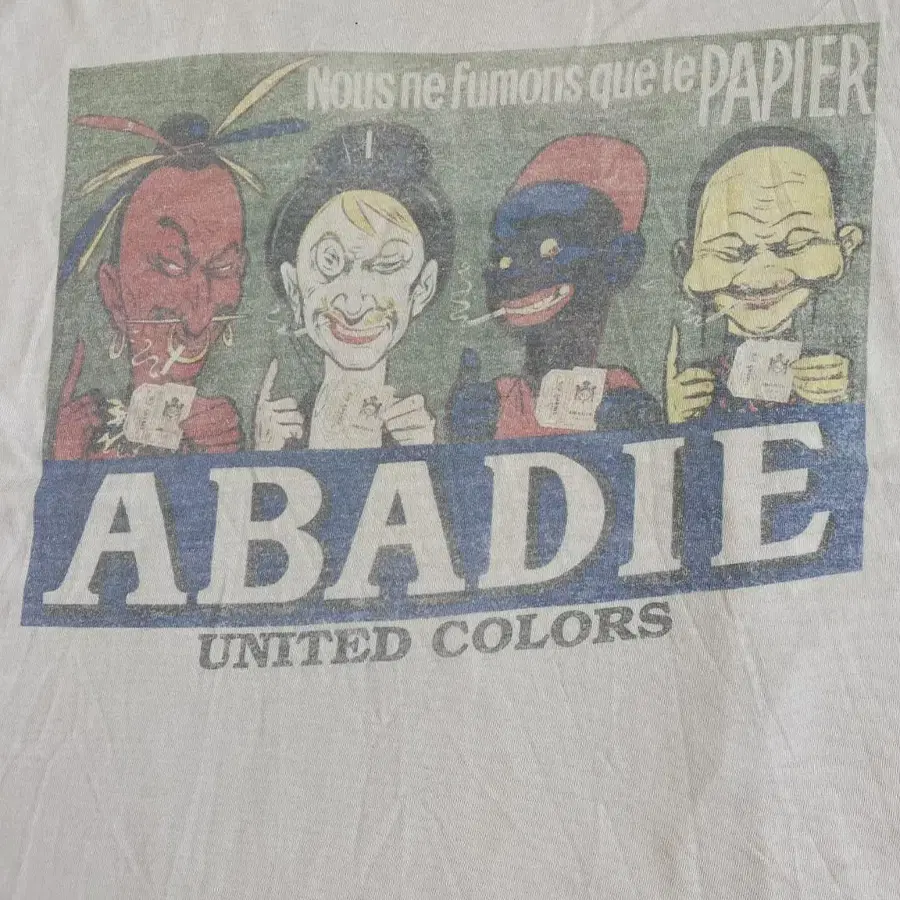 Nous ne fumons que le PAPIER
ABADIE
UNITED COLORS